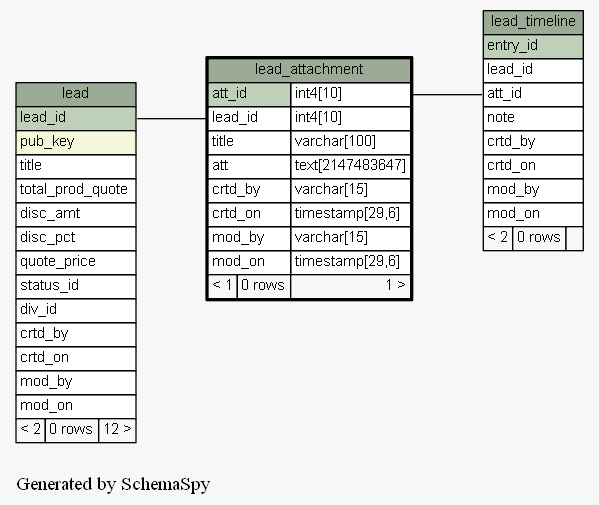 lead
lead_id
pub_key
title
total_prod_quote
disc_amt
disc_pct
quote_price
status_id
div_id
crtd_by
crtd_on
mod_by
mod_on
< 2 0 rows 12 >
lead_attachment
att_id int4[10]
lead_id int4[10]
title varchar[100]
att text[2147483647]
crtd_by varchar[15]
crtd_on timestamp[29,6]
mod_by varchar[15]
mod_on timestamp[29,6]
< 1 0 rows 1 >
lead_timeline
entry_id
lead_id
att_id
note
crtd_by
crtd_on
mod_by
mod_on
< 2 0 rows
Generated by SchemaSpy